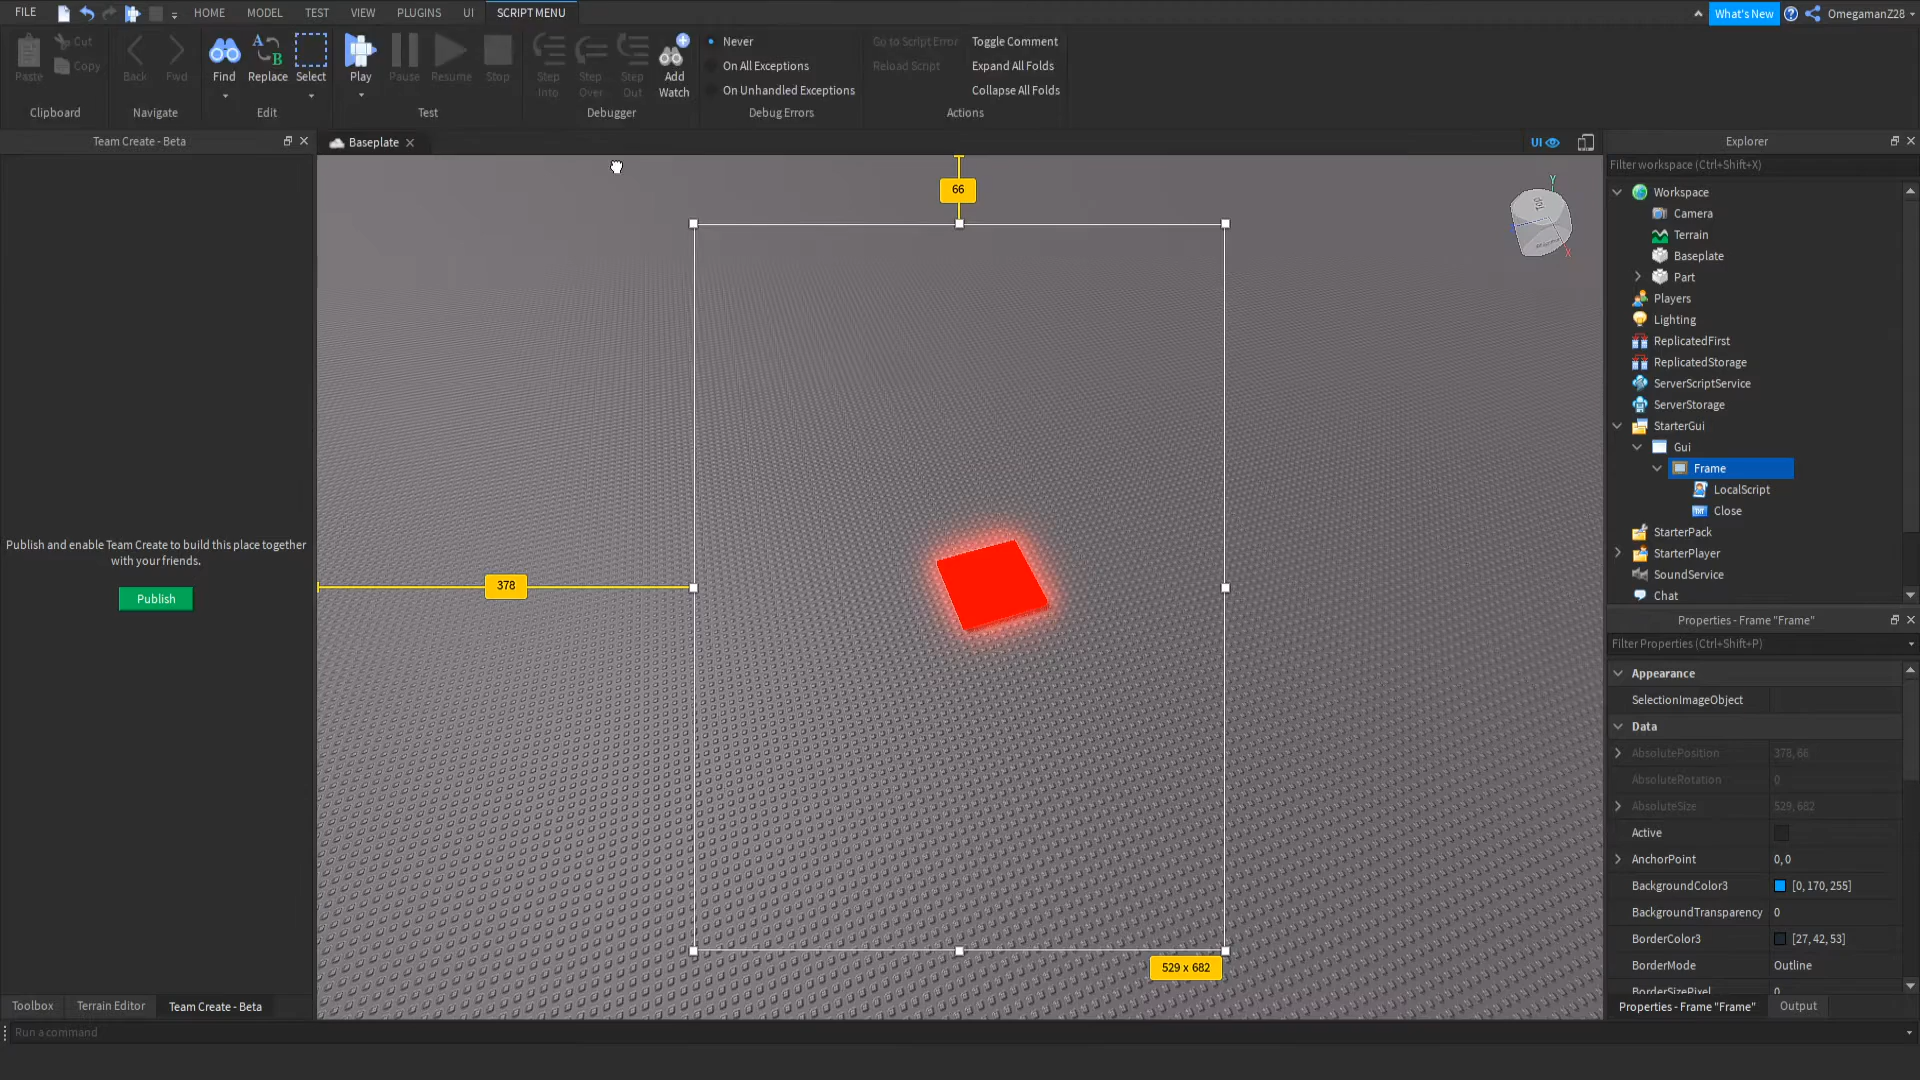 FILE
HOME
MODEL
TEST
VIEW
PLUGINS
UI
SCRIPT MENU
What's New
OmegamanZ28
Paste
Cut
Copy
Clipboard
Back
Fwd
Navigate
Find
Replace
Select
Edit
Play
Pause
Resume
Stop
Test
Step Into
Step Over
Step Out
Add Watch
Debugger
Never
On All Exceptions
On Unhandled Exceptions
Debug Errors
Go to Script Error
Reload Script
Toggle Comment
Expand All Folds
Collapse All Folds
Actions
Team Create - Beta
Publish and enable Team Create to build this place together
with your friends.
Publish
Toolbox
Terrain Editor
Team Create - Beta
Run a command
Baseplate
UI
66
378
529 x 682
Y
X
TOP
Explorer
Filter workspace (Ctrl+Shift+X)
Workspace
Camera
Terrain
Baseplate
Part
Players
Lighting
ReplicatedFirst
ReplicatedStorage
ServerScriptService
ServerStorage
StarterGui
Gui
Frame
LocalScript
Close
StarterPack
StarterPlayer
SoundService
Chat
Properties - Frame "Frame"
Filter Properties (Ctrl+Shift+P)
Appearance
SelectionImageObject
Data
AbsolutePosition 378, 66
AbsoluteRotation 0
AbsoluteSize 529, 682
Active
AnchorPoint 0, 0
BackgroundColor3 [0, 170, 255]
BackgroundTransparency 0
BorderColor3 [27, 42, 53]
BorderMode Outline
BorderSizePixel 0
Properties - Frame "Frame"
Output